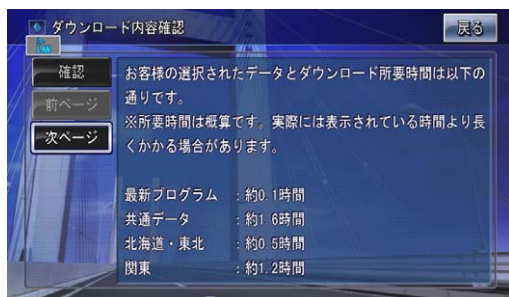 ダウンロード内容確認
戻る
LAN
確認
前ページ
次ページ
お客様の選択されたデータとダウンロード所要時間は以下の
通りです。
※所要時間は概算です。実際には表示されている時間より長
くかかる場合があります。
最新プログラム :約0.1時間
共通データ :約1.6時間
北海道・東北 :約0.5時間
関東 :約1.2時間